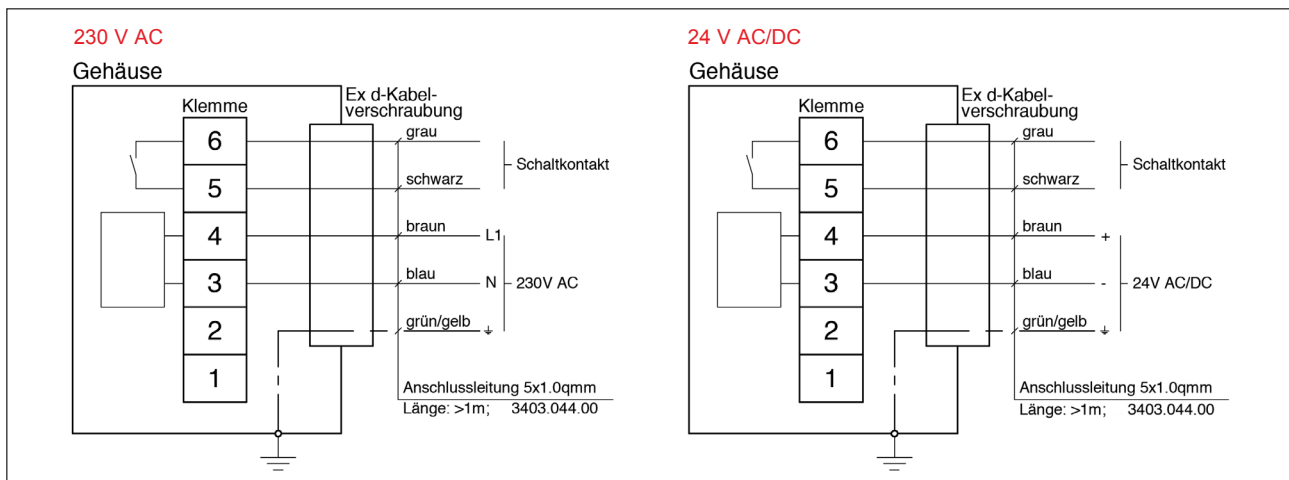 230 V AC
Gehäuse
Klemme
Ex d-Kabel-
verschraubung
6
grau
Schaltkontakt
5
schwarz
4
braun
L1
3
blau
N
230V AC
2
grün/gelb
1
Anschlussleitung 5x1.0qmm
Länge: >1m; 3403.044.00
24 V AC/DC
Gehäuse
Klemme
Ex d-Kabel-
verschraubung
6
grau
Schaltkontakt
5
schwarz
4
braun
+
3
blau
-
24V AC/DC
2
grün/gelb
1
Anschlussleitung 5x1.0qmm
Länge: >1m; 3403.044.00